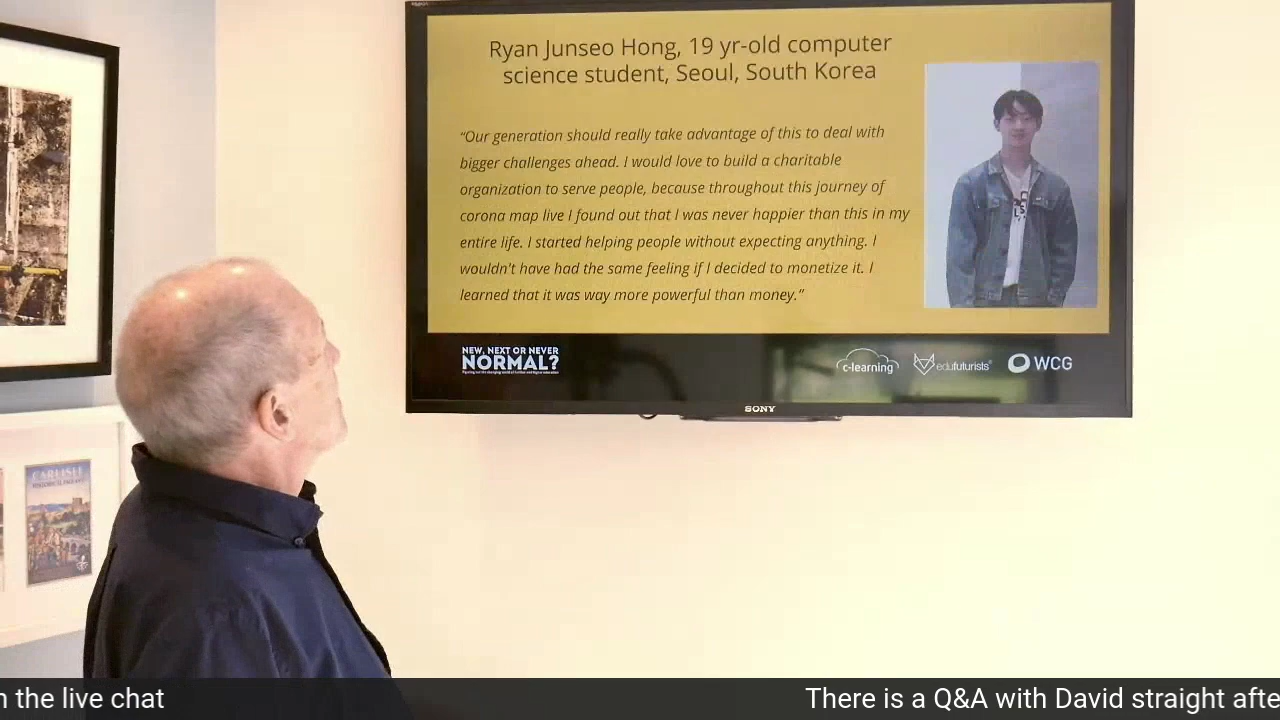 Ryan Junseo Hong, 19 yr-old computer
science student, Seoul, South Korea
“Our generation should really take advantage of this to deal with
bigger challenges ahead. I would love to build a charitable
organization to serve people, because throughout this journey of
corona map live I found out that I was never happier than this in my
entire life. I started helping people without expecting anything. I
wouldn't have had the same feeling if I decided to monetize it. I
learned that it was way more powerful than money.”
NEW, NEXT OR NEVER
NORMAL?
c-learning
edufuturists
WCG
SONY
CARLISLE
n the live chat
There is a Q&A with David straight afte